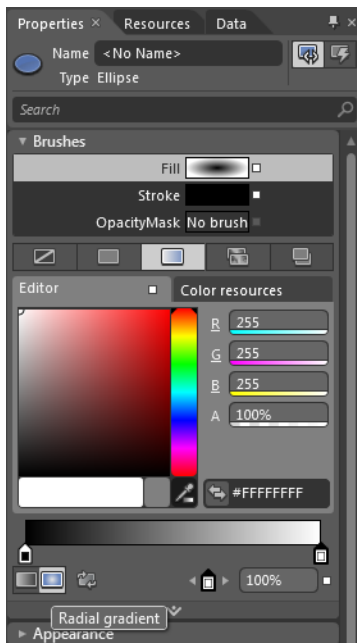 Properties × Resources Data
Name <No Name>
Type Ellipse
Search
Brushes
Fill
Stroke
OpacityMask No brush
Editor Color resources
R 255
G 255
B 255
A 100%
#FFFFFFFF
100%
Radial gradient
Appearance